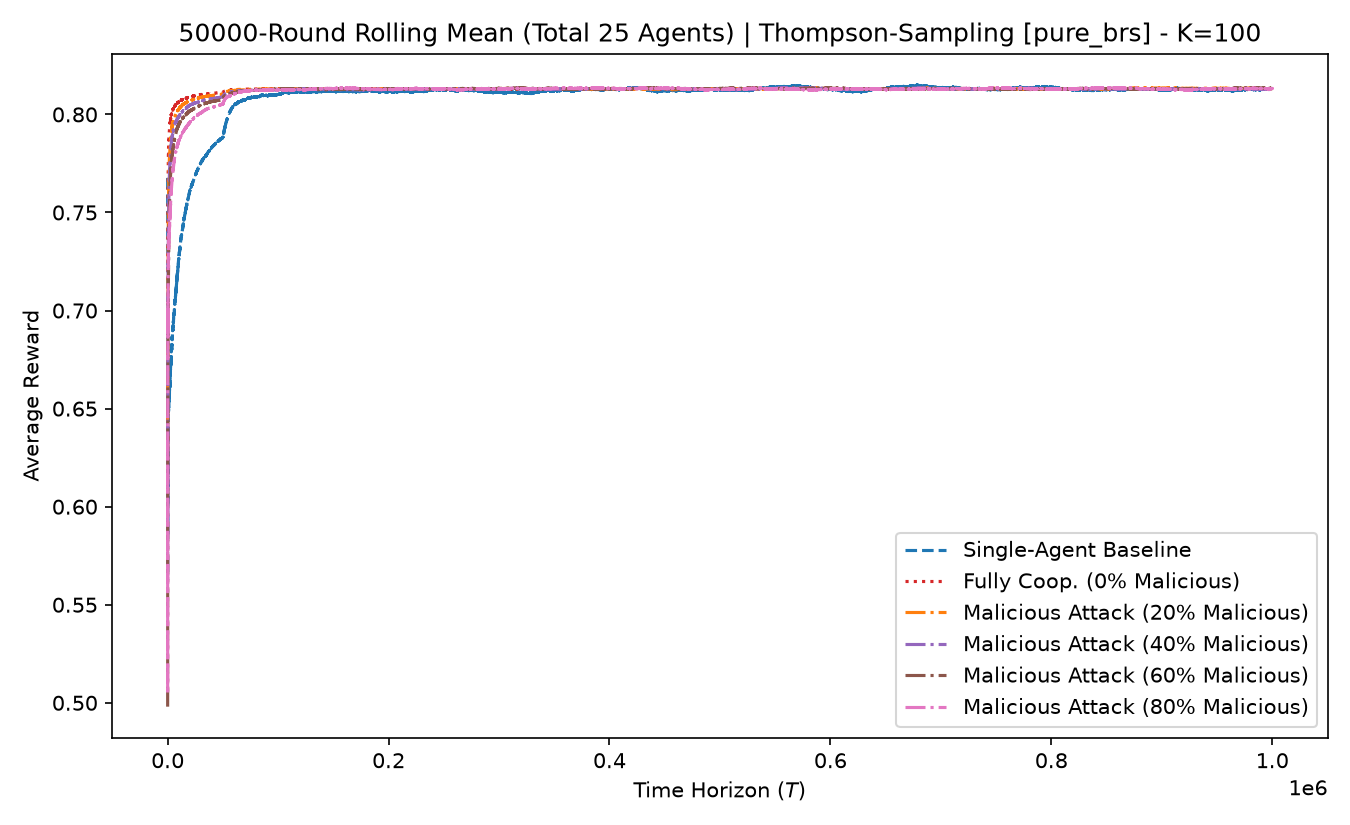 50000-Round Rolling Mean (Total 25 Agents) | Thompson-Sampling [pure_brs] - K=100
Average Reward
0.80
0.75
0.70
0.65
0.60
0.55
0.50
Single-Agent Baseline
Fully Coop. (0% Malicious)
Malicious Attack (20% Malicious)
Malicious Attack (40% Malicious)
Malicious Attack (60% Malicious)
Malicious Attack (80% Malicious)
0.0 0.2 0.4 0.6 0.8 1.0
1e6
Time Horizon (T)